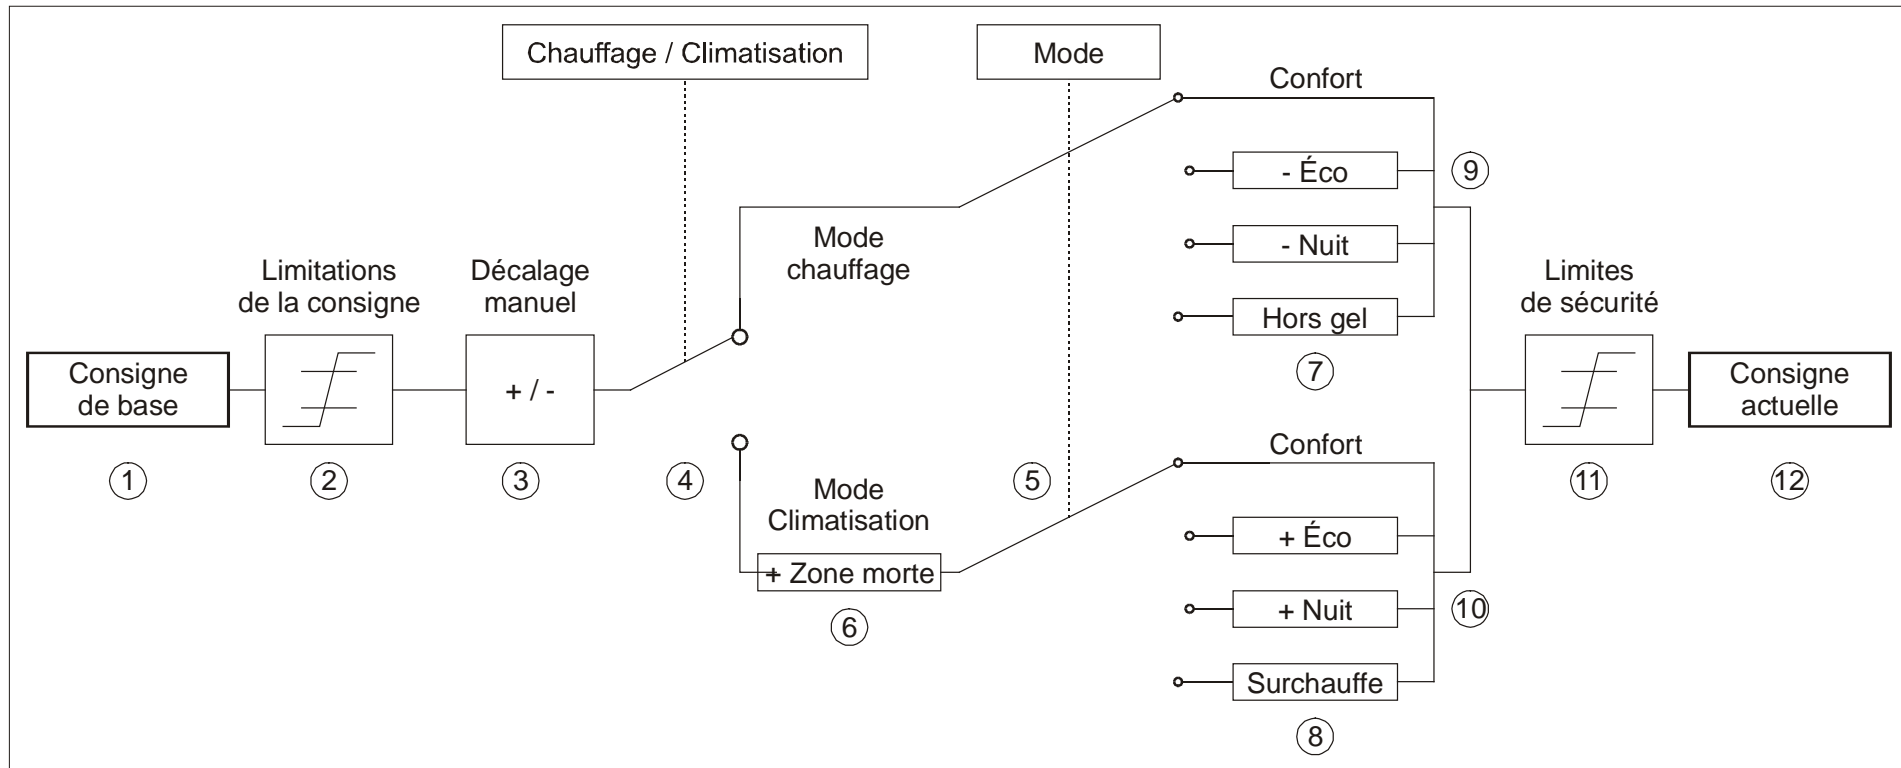 Chauffage / Climatisation
Mode
Confort
- Éco
9
- Nuit
Mode
chauffage
Limitations
de la consigne
Décalage
manuel
Hors gel
Limites
de sécurité
7
Consigne
de base
+ / -
Consigne
actuelle
1
2
3
4
5
Confort
11
12
Mode
Climatisation
+ Éco
+ Zone morte
+ Nuit
10
6
Surchauffe
8